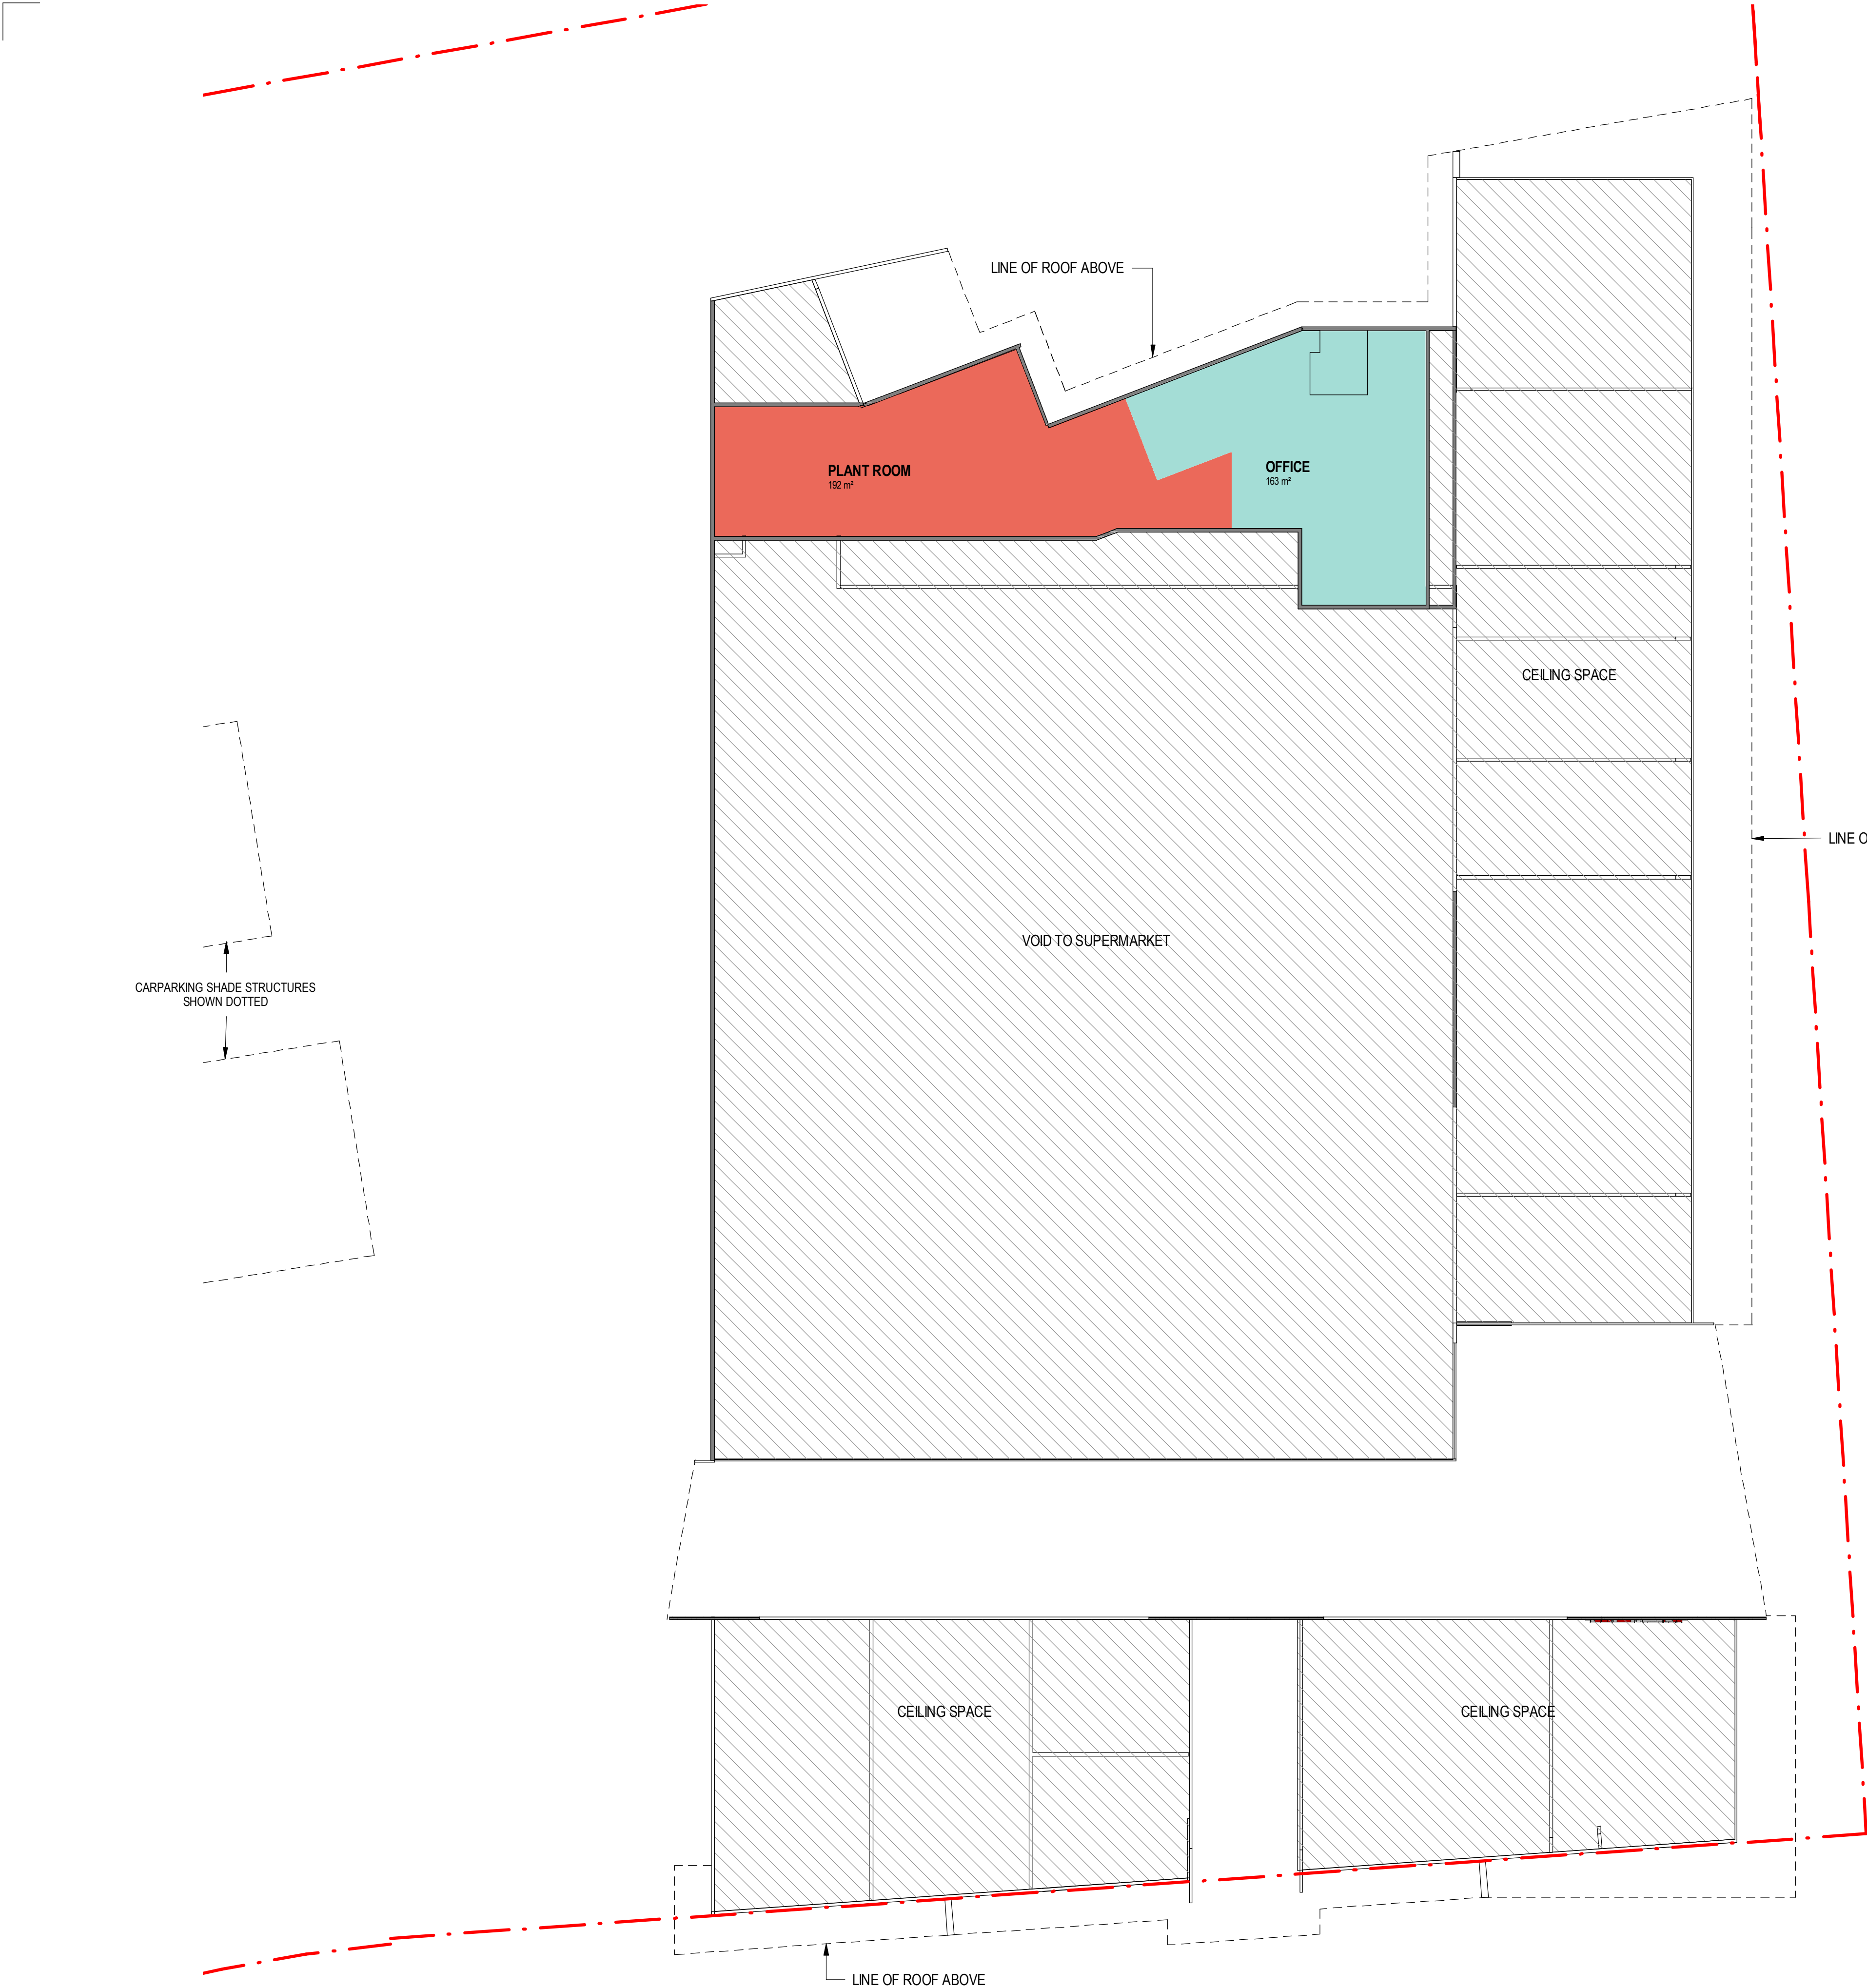 LINE OF ROOF ABOVE
PLANT ROOM
192 m²
OFFICE
163 m²
CEILING SPACE
LINE O
VOID TO SUPERMARKET
CARPARKING SHADE STRUCTURES
SHOWN DOTTED
CEILING SPACE
CEILING SPACE
LINE OF ROOF ABOVE